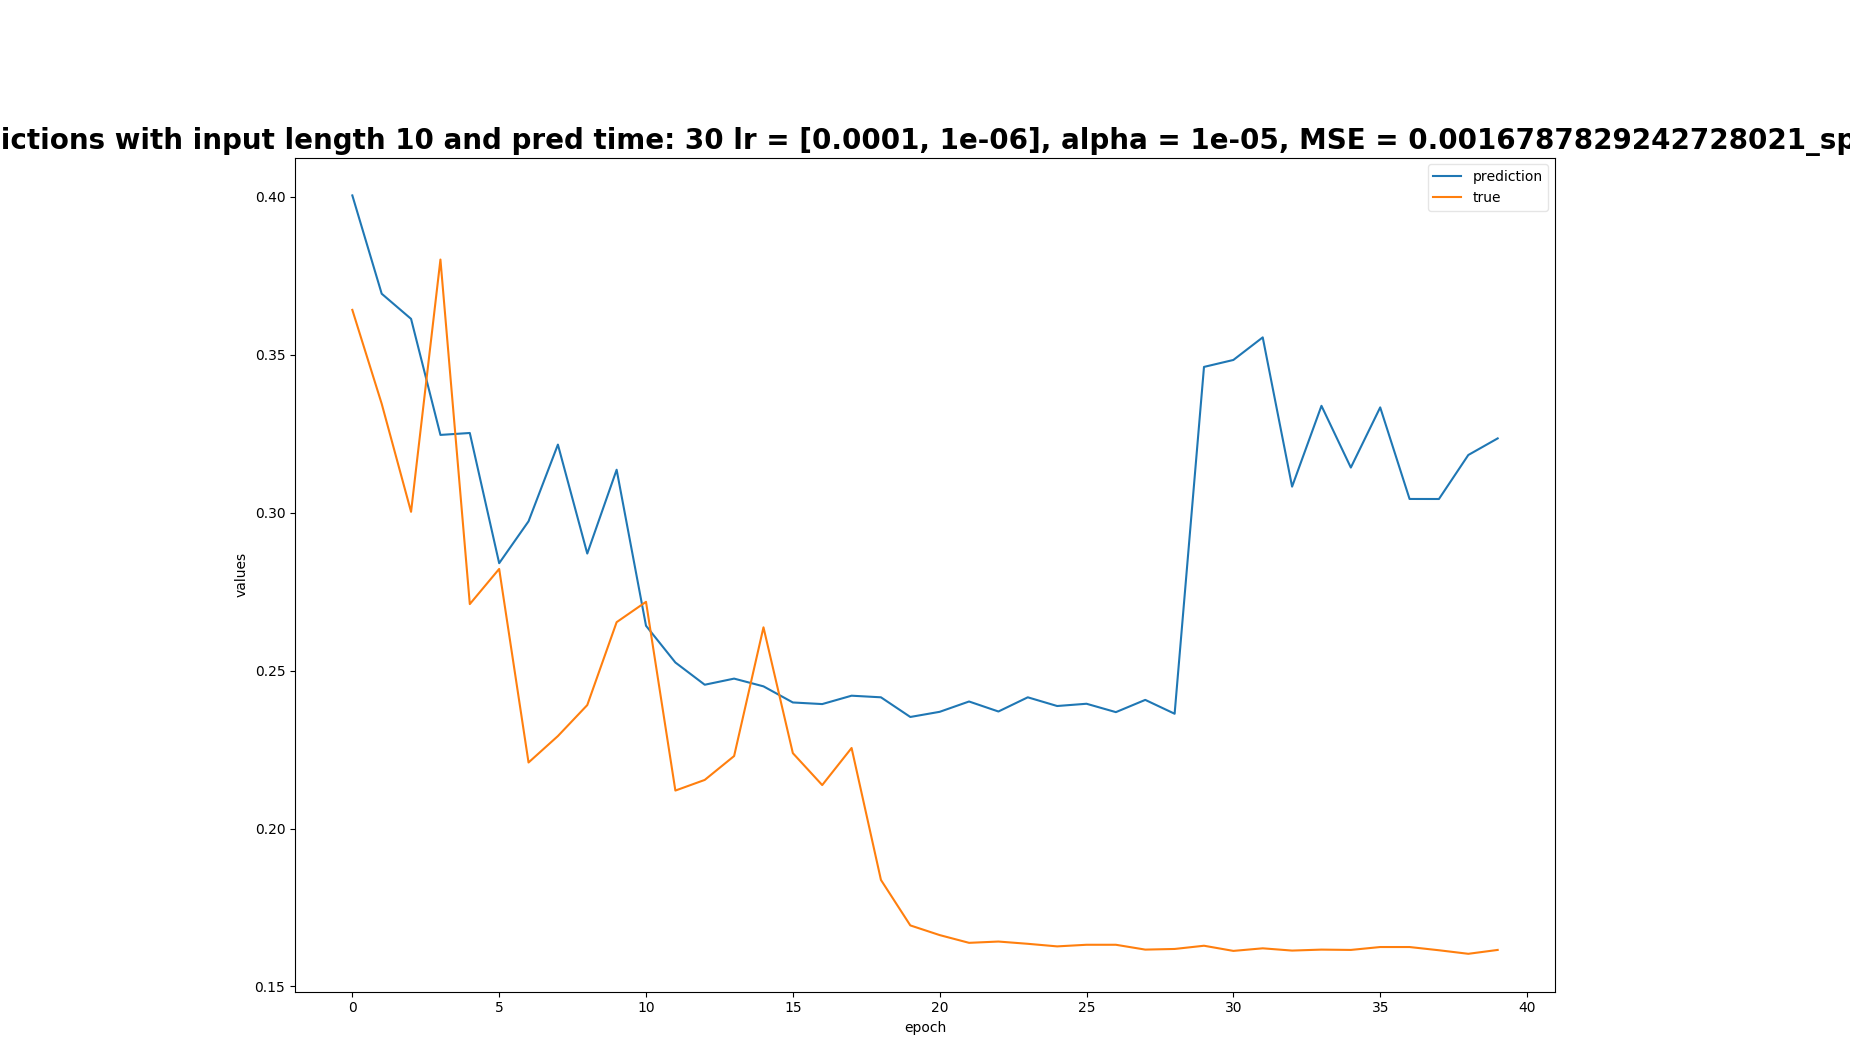 ictions with input length 10 and pred time: 30 lr = [0.0001, 1e-06], alpha = 1e-05, MSE = 0.0016787829242728021_sp
prediction
true
0.40
0.35
0.30
0.25
0.20
0.15
values
0 5 10 15 20 25 30 35 40
epoch